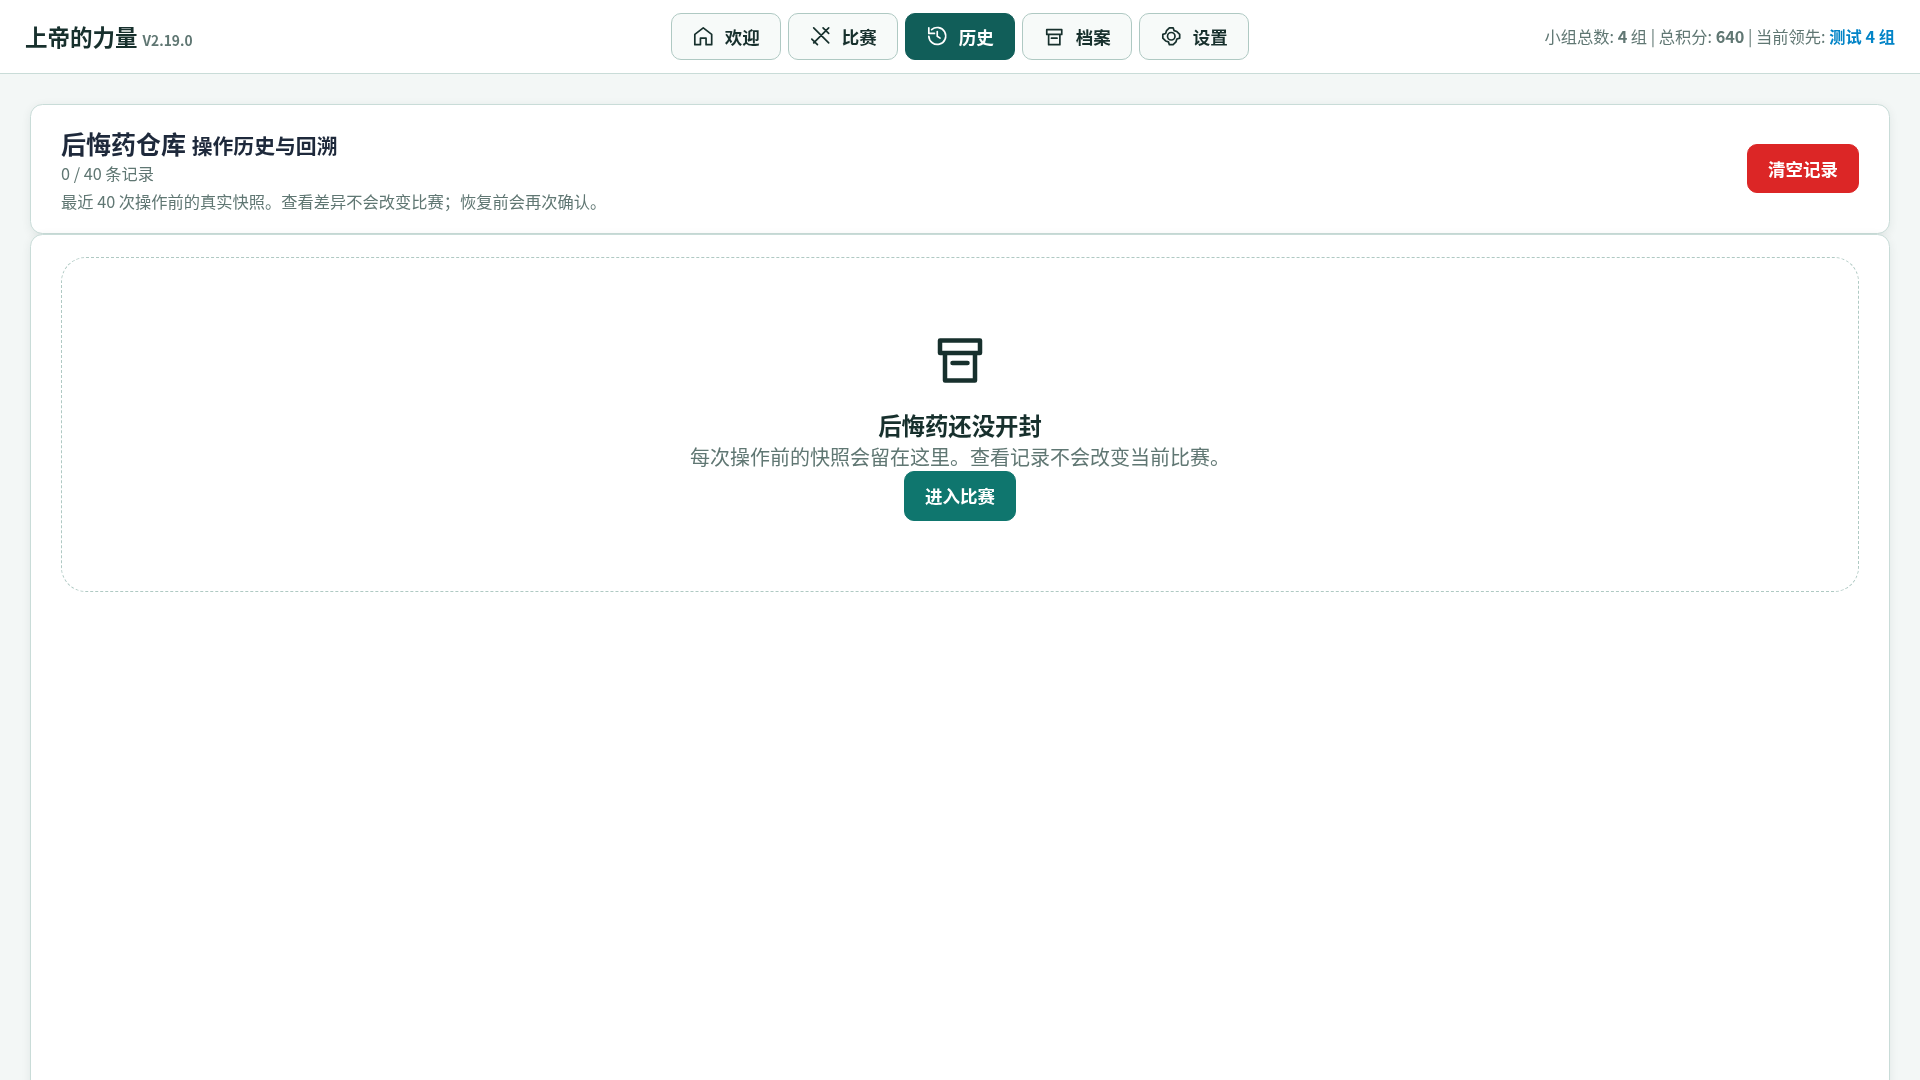 上帝的力量 V2.19.0
欢迎
比赛
历史
档案
设置
小组总数: 4 组 | 总积分: 640 | 当前领先: 测试 4 组
后悔药仓库 操作历史与回溯
0 / 40 条记录
最近 40 次操作前的真实快照。查看差异不会改变比赛；恢复前会再次确认。
清空记录
后悔药还没开封
每次操作前的快照会留在这里。查看记录不会改变当前比赛。
进入比赛